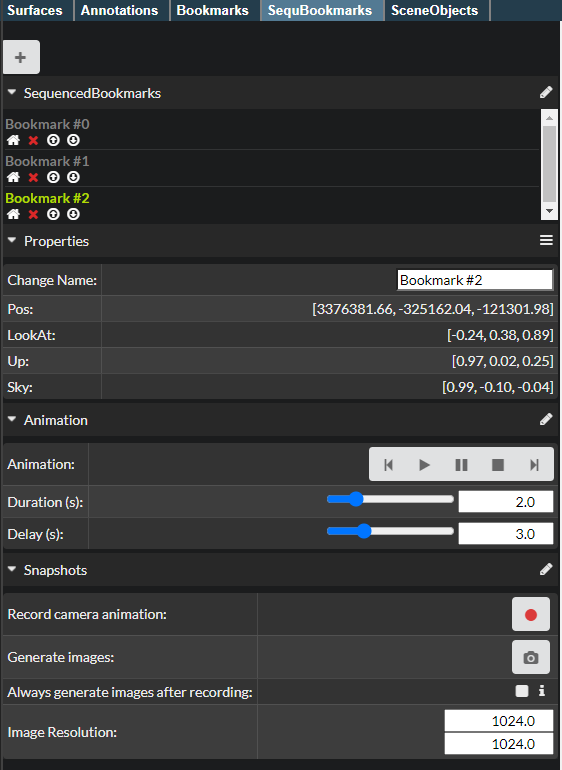 Surfaces Annotations Bookmarks SequBookmarks SceneObjects
+
SequencedBookmarks
Bookmark #0
Bookmark #1
Bookmark #2
Properties
Change Name: Bookmark #2
Pos: [3376381.66, -325162.04, -121301.98]
LookAt: [-0.24, 0.38, 0.89]
Up: [0.97, 0.02, 0.25]
Sky: [0.99, -0.10, -0.04]
Animation
Animation:
Duration (s): 2.0
Delay (s): 3.0
Snapshots
Record camera animation:
Generate images:
Always generate images after recording:
Image Resolution: 1024.0
1024.0